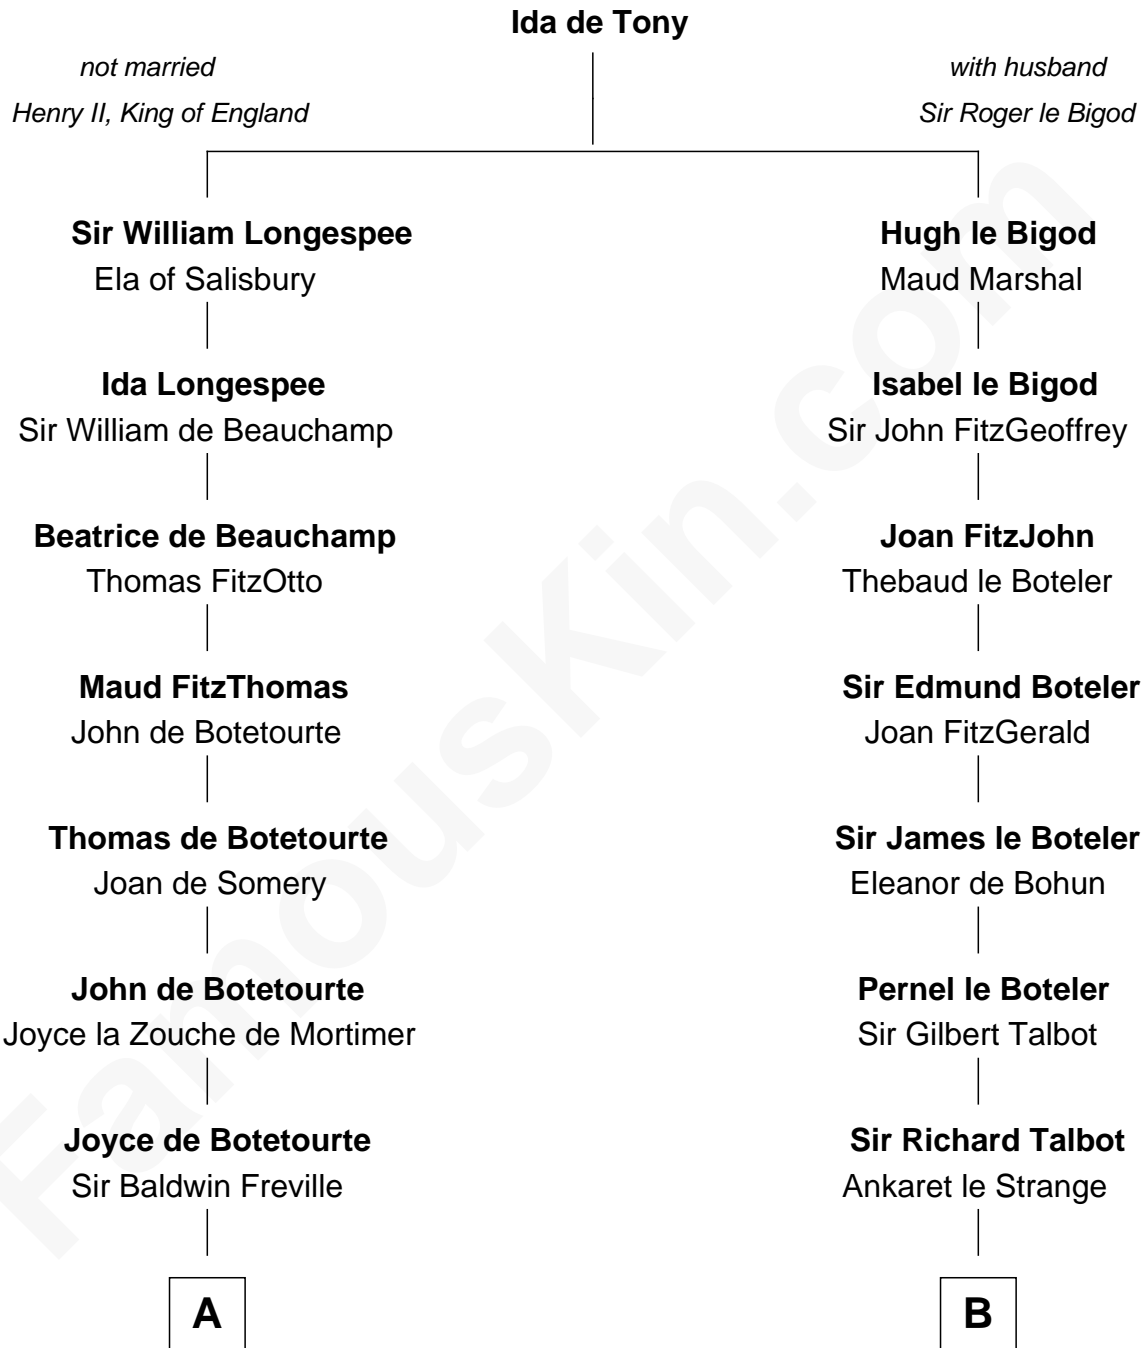 Ida de Tony
not married
Henry II, King of England
with husband
Sir Roger le Bigod
Sir William Longespee
Ela of Salisbury
Hugh le Bigod
Maud Marshal
Ida Longespee
Sir William de Beauchamp
Isabel le Bigod
Sir John FitzGeoffrey
Beatrice de Beauchamp
Thomas FitzOtto
Joan FitzJohn
Thebaud le Boteler
Maud FitzThomas
John de Botetourte
Sir Edmund Boteler
Joan FitzGerald
Thomas de Botetourte
Joan de Somery
Sir James le Boteler
Eleanor de Bohun
John de Botetourte
Joyce la Zouche de Mortimer
Pernel le Boteler
Sir Gilbert Talbot
Joyce de Botetourte
Sir Baldwin Freville
Sir Richard Talbot
Ankaret le Strange
A
B
FamousKin.com